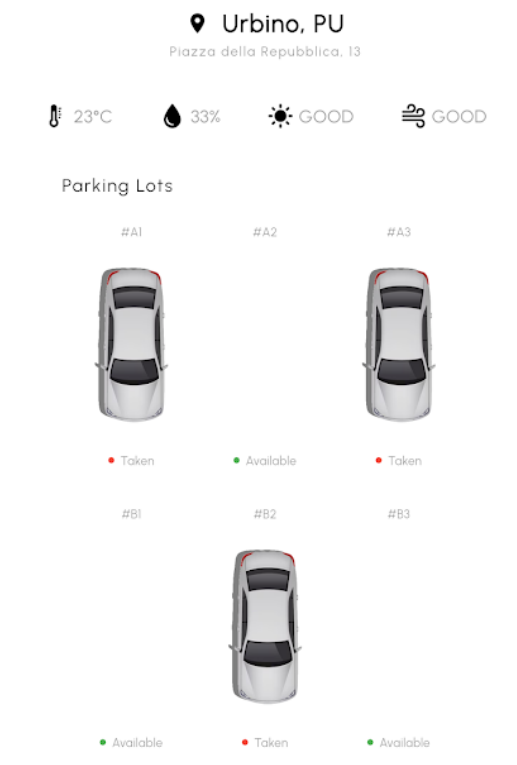 Urbino, PU
Piazza della Repubblica, 13
23°C 33% GOOD GOOD
Parking Lots
#A1 #A2 #A3
Taken Available Taken
#B1 #B2 #B3
Available Taken Available